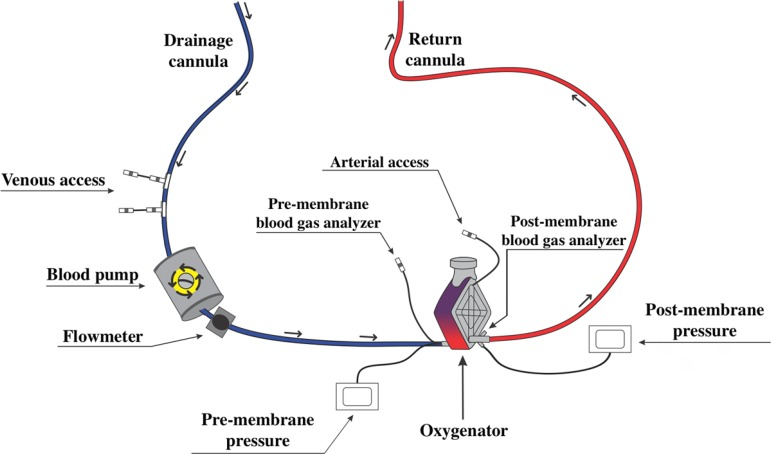 Drainage
cannula
Return
cannula
Arterial access
Venous access
Pre-membrane
blood gas analyzer
Post-membrane
blood gas analyzer
Blood pump
Flowmeter
Post-membrane
pressure
Pre-membrane
pressure
Oxygenator